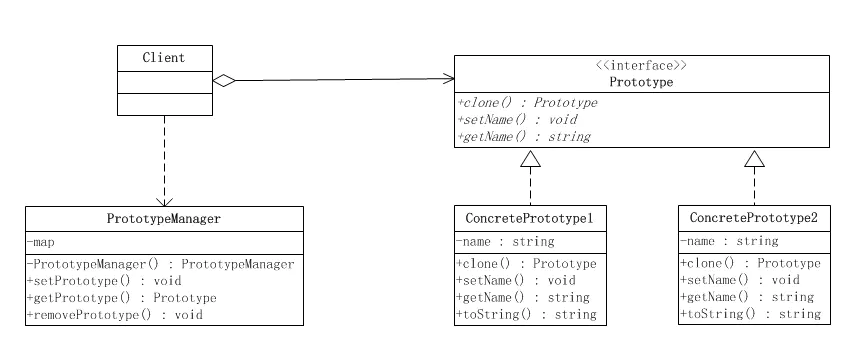 Client
<<interface>>
Prototype
+clone() : Prototype
+setName() : void
+getName() : string
PrototypeManager
-map
-PrototypeManager() : PrototypeManager
+setPrototype() : void
+getPrototype() : Prototype
+removePrototype() : void
ConcretePrototype1
-name : string
+clone() : Prototype
+setName() : void
+getName() : string
+toString() : string
ConcretePrototype2
-name : string
+clone() : Prototype
+setName() : void
+getName() : string
+toString() : string